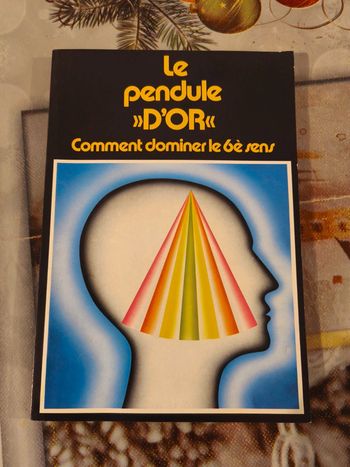 Le
pendule
»D'OR«
Comment dominer le 6è sens